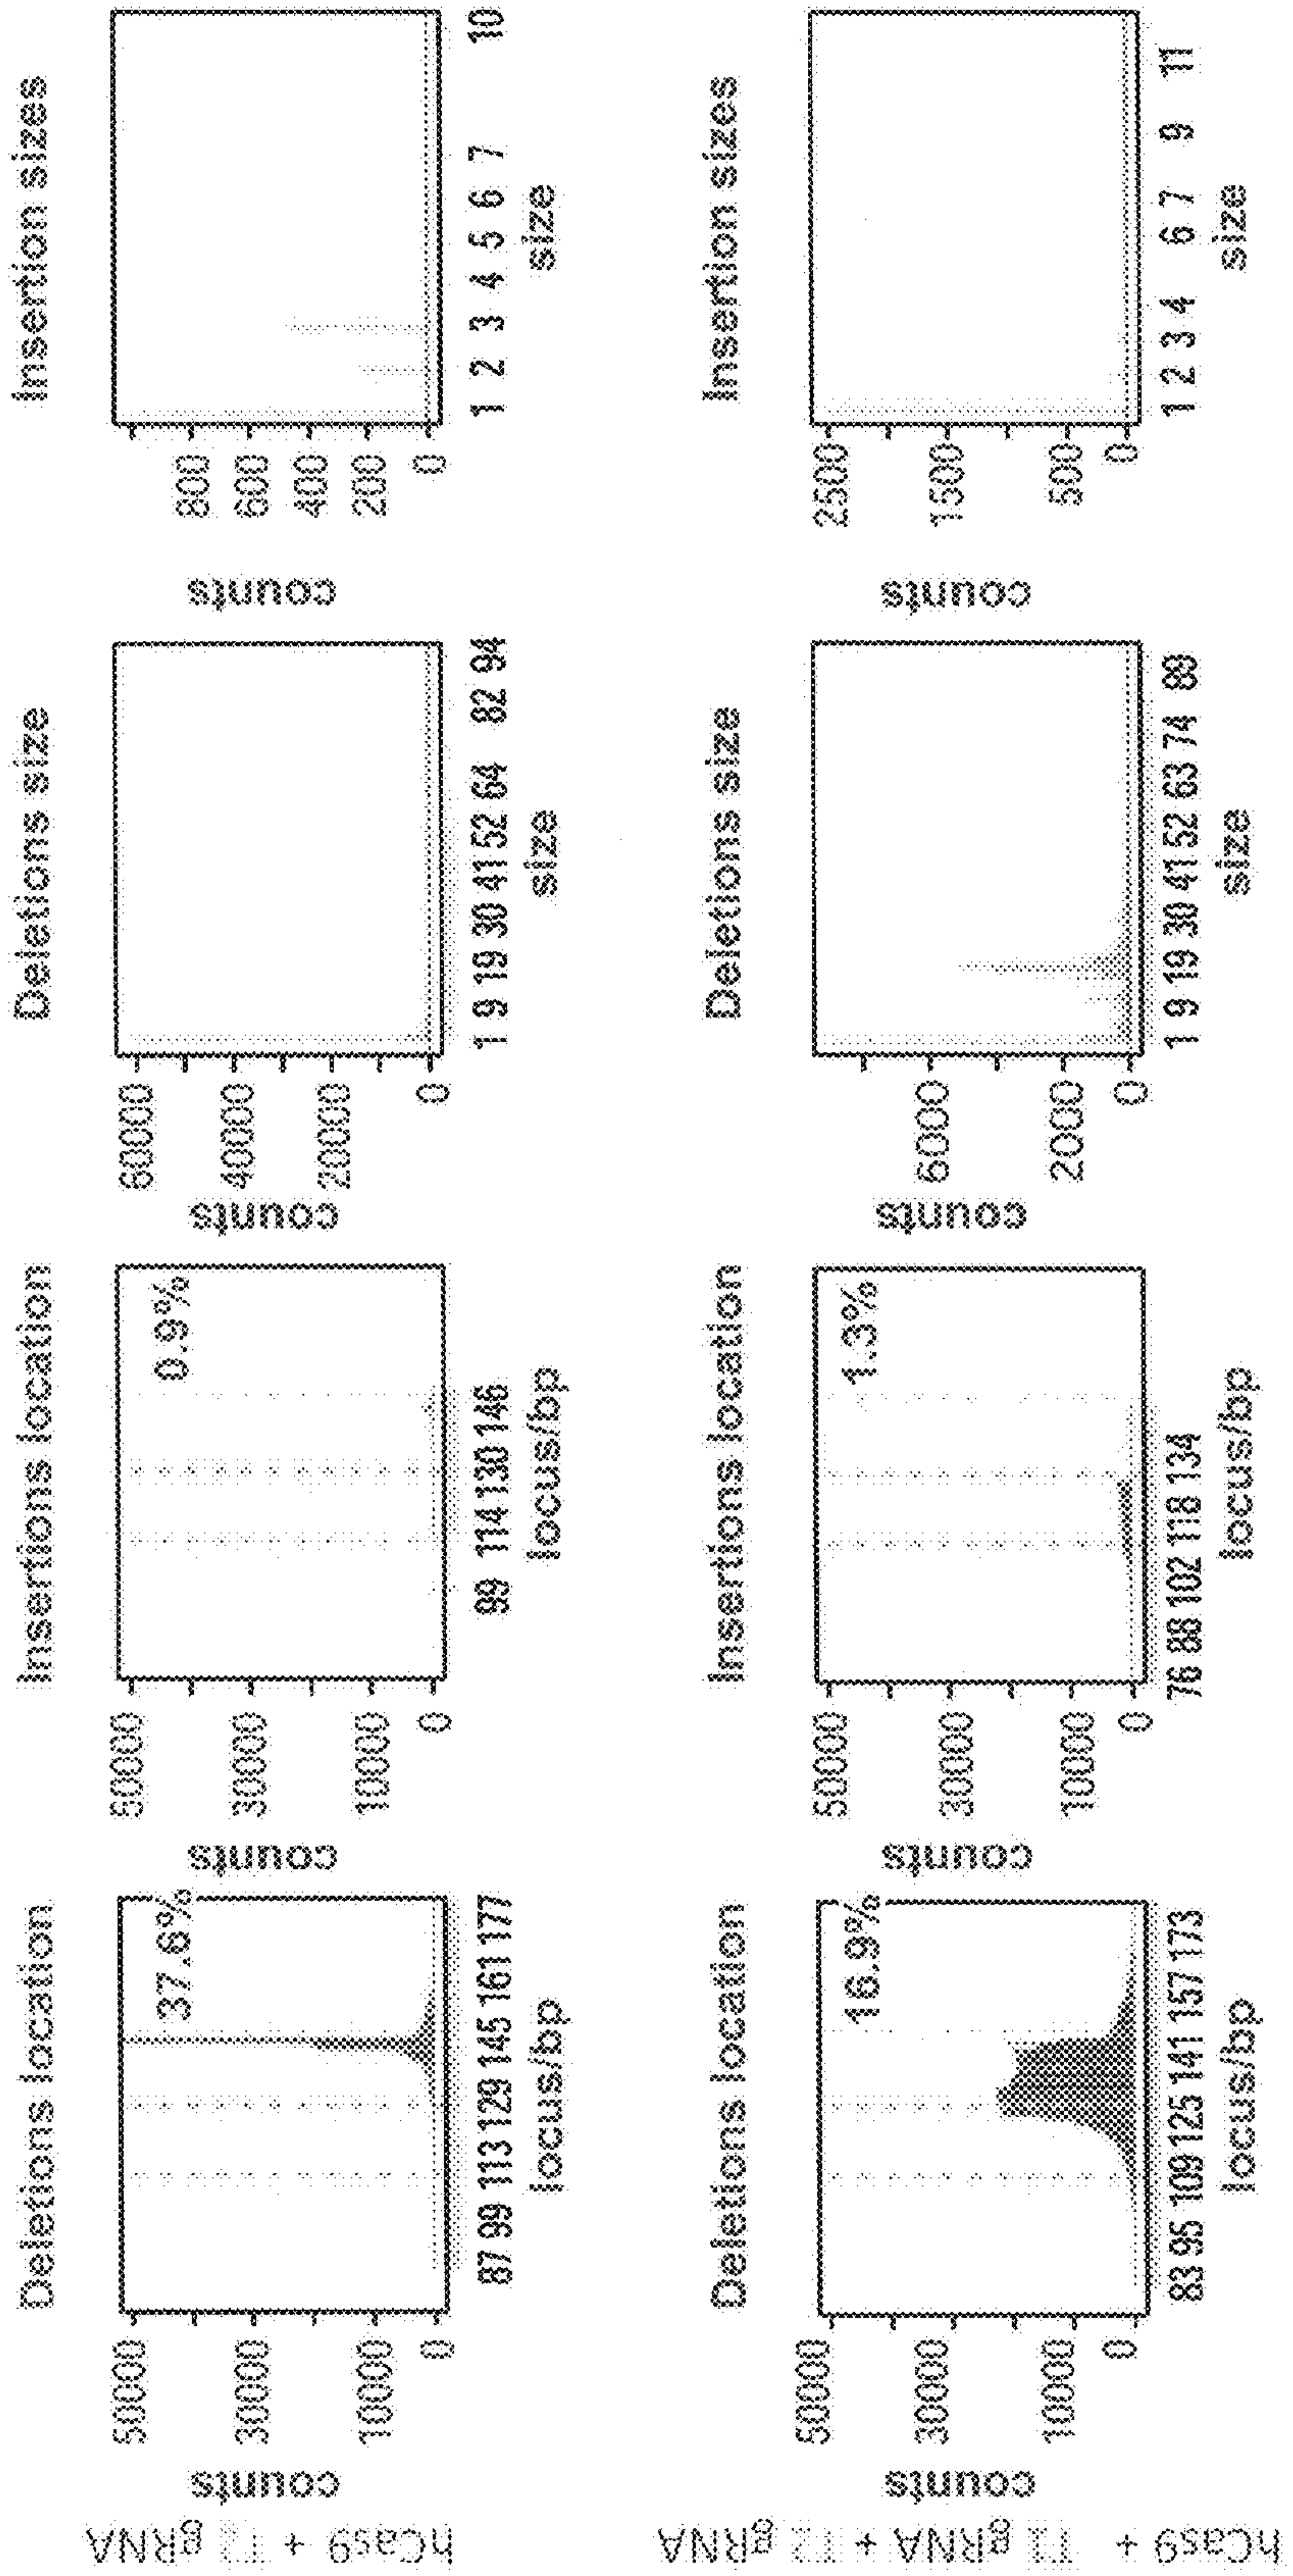 hCas9 + T2 gRNA
Deletions location
counts
50000
30000
10000
0
37.6%
87 99 113 129 145 161 177
locus/bp
Insertions location
counts
50000
30000
10000
0
0.9%
99 114 130 146
locus/bp
Deletions size
counts
60000
40000
20000
0
1 9 19 30 41 52 64 82 94
size
Insertion sizes
counts
800
600
400
200
0
1 2 3 4 5 6 7 10
size
hCas9 + T1 gRNA + T2 gRNA
Deletions location
counts
50000
30000
10000
0
16.9%
83 95 109 125 141 157 173
locus/bp
Insertions location
counts
50000
30000
10000
0
1.3%
76 88 102 118 134
locus/bp
Deletions size
counts
6000
2000
0
1 9 19 30 41 52 63 74 89
size
Insertion sizes
counts
2500
1500
500
0
1 2 3 4 6 7 9 11
size